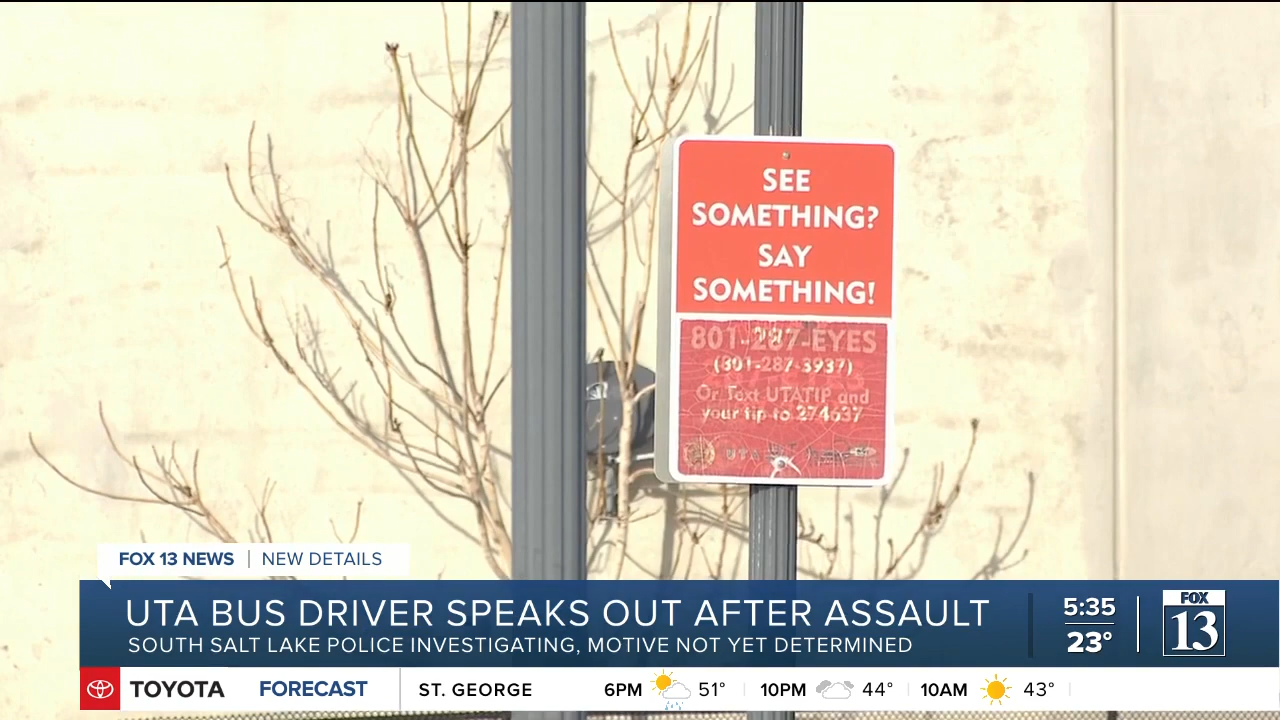 SEE
SOMETHING?
SAY
SOMETHING!
801-287-EYES
(801-287-3937)
Or Text UTATIP and
your tip to 274637
UTA
FOX 13 NEWS | NEW DETAILS
UTA BUS DRIVER SPEAKS OUT AFTER ASSAULT
SOUTH SALT LAKE POLICE INVESTIGATING, MOTIVE NOT YET DETERMINED
5:35
23°
FOX
13
TOYOTA FORECAST ST. GEORGE 6PM 51° 10PM 44° 10AM 43°